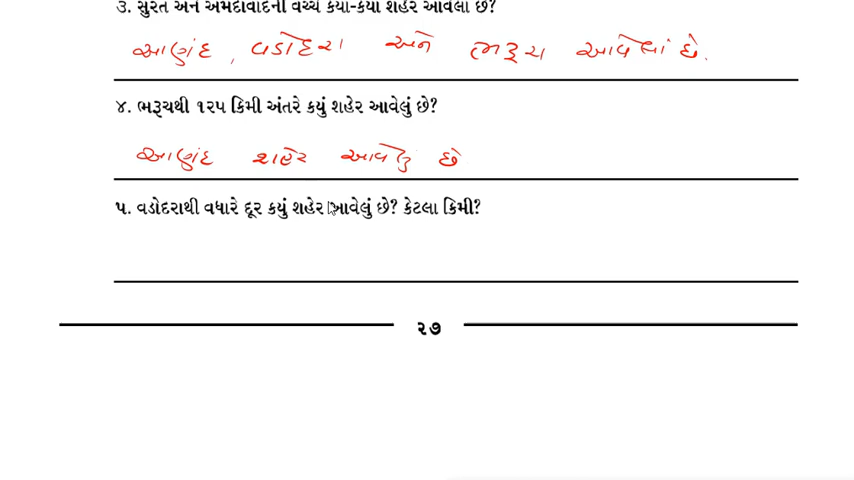 ૩. સુરત અને અમદાવાદની વચ્ચે કયા-કયા શહેર આવેલા છે?
આણંદ, વડોદરા અને ભરૂચ આવેલાં છે.
૪. ભરૂચથી ૧૨૫ કિમી અંતરે કયું શહેર આવેલું છે?
આણંદ શહેર આવેલું છે
૫. વડોદરાથી વધારે દૂર કયું શહેર આવેલું છે? કેટલા કિમી?
૨૭